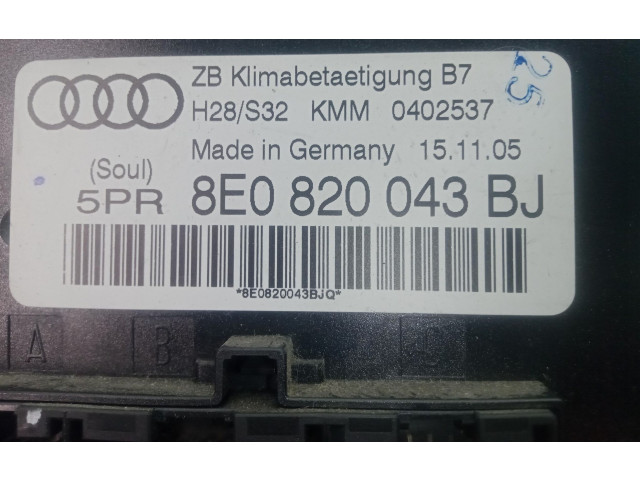 ZB Klimabetaetigung B7
H28/S32 KMM 0402537
Made in Germany 15.11.05
(Soul)
5PR 8E0 820 043 BJ
*8E0820043BJQ*
25
A B C